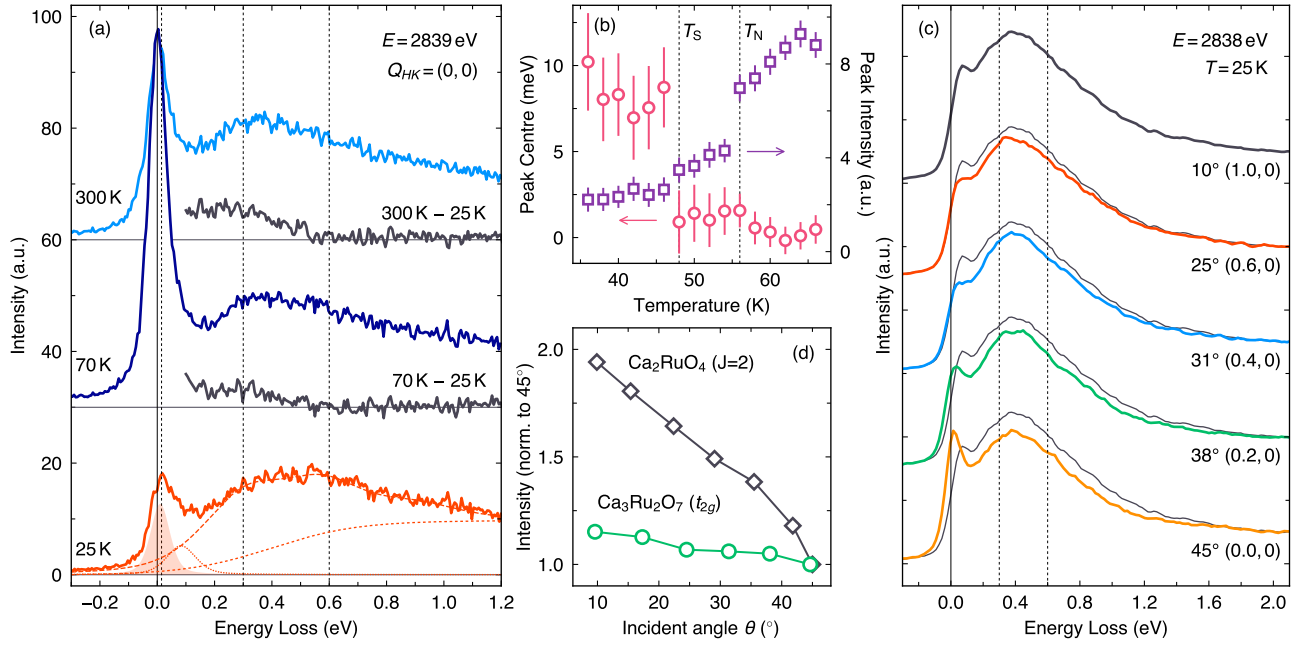 (a)
E = 2839 eV
Q_HK = (0, 0)
300 K
300 K − 25 K
70 K
70 K − 25 K
25 K
100
80
60
40
20
0
Intensity (a.u.)
−0.2 0.0 0.2 0.4 0.6 0.8 1.0 1.2
Energy Loss (eV)
(b)
T_S
T_N
10
5
0
Peak Centre (meV)
8
4
0
Peak Intensity (a.u.)
40 50 60
Temperature (K)
(d)
Ca₂RuO₄ (J=2)
Ca₃Ru₂O₇ (t₂g)
2.0
1.5
1.0
Intensity (norm. to 45°)
10 20 30 40
Incident angle θ (°)
(c)
E = 2838 eV
T = 25 K
10° (1.0, 0)
25° (0.6, 0)
31° (0.4, 0)
38° (0.2, 0)
45° (0.0, 0)
Intensity (a.u.)
0.0 0.4 0.8 1.2 1.6 2.0
Energy Loss (eV)